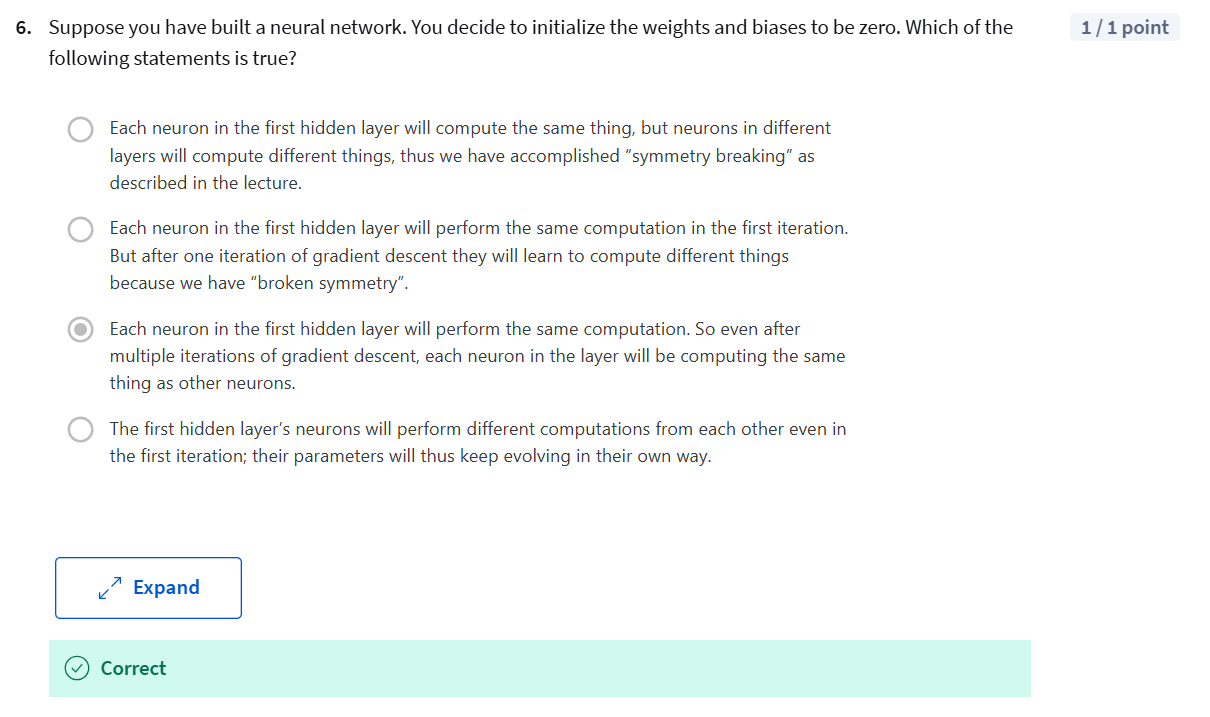 6. Suppose you have built a neural network. You decide to initialize the weights and biases to be zero. Which of the
1 / 1 point
following statements is true?
Each neuron in the first hidden layer will compute the same thing, but neurons in different
layers will compute different things, thus we have accomplished “symmetry breaking” as
described in the lecture.
Each neuron in the first hidden layer will perform the same computation in the first iteration.
But after one iteration of gradient descent they will learn to compute different things
because we have “broken symmetry”.
Each neuron in the first hidden layer will perform the same computation. So even after
multiple iterations of gradient descent, each neuron in the layer will be computing the same
thing as other neurons.
The first hidden layer’s neurons will perform different computations from each other even in
the first iteration; their parameters will thus keep evolving in their own way.
Expand
Correct